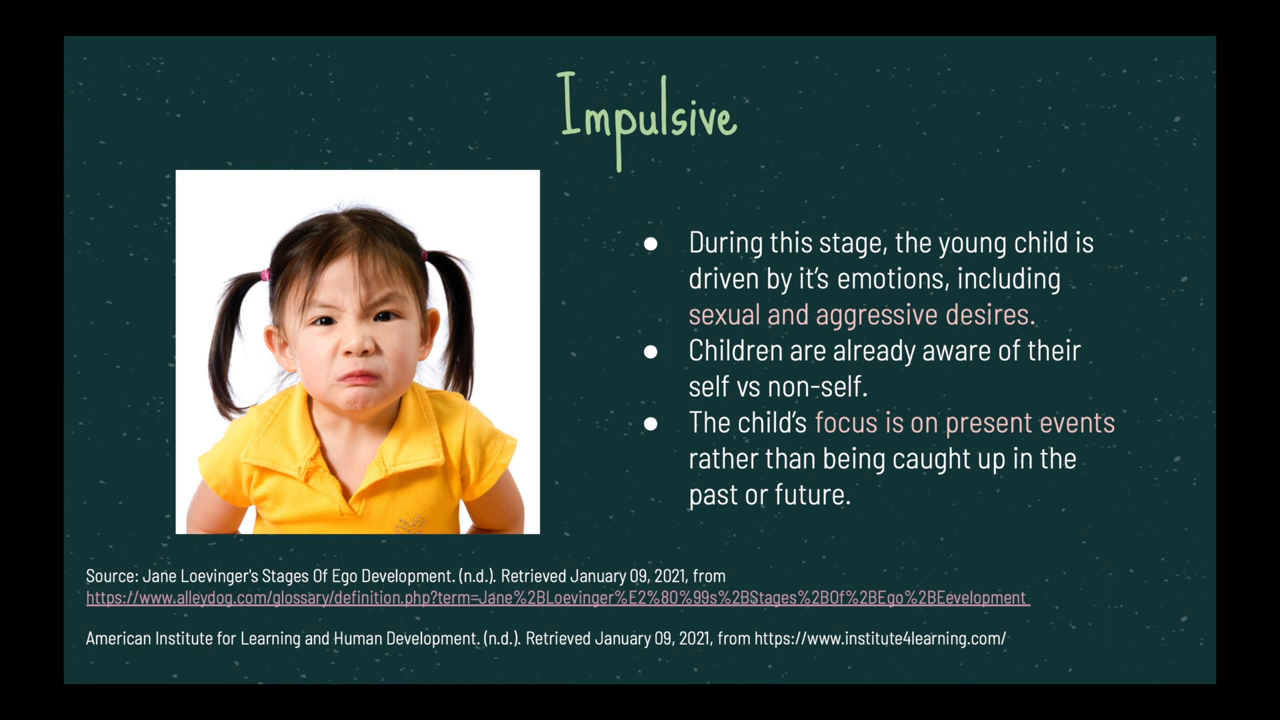 Impulsive
● During this stage, the young child is
driven by it's emotions, including
sexual and aggressive desires.
● Children are already aware of their
self vs non-self.
● The child's focus is on present events
rather than being caught up in the
past or future.
Source: Jane Loevinger's Stages Of Ego Development. (n.d.). Retrieved January 09, 2021, from
https://www.alleydog.com/glossary/definition.php?term=Jane%2BLoevinger%E2%80%99s%2BStages%2BOf%2BEgo%2BEevelopment
American Institute for Learning and Human Development. (n.d.). Retrieved January 09, 2021, from https://www.institute4learning.com/